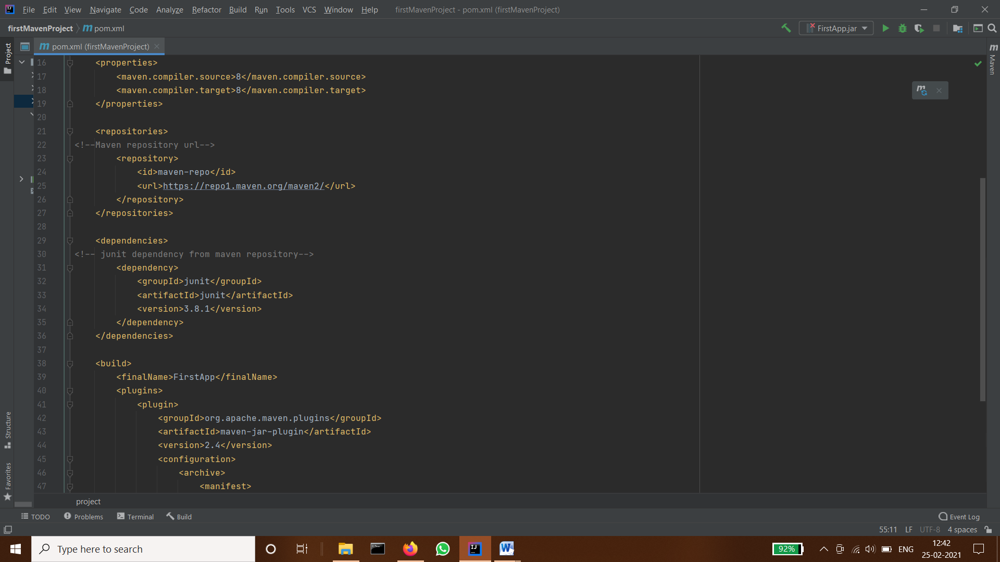 File Edit View Navigate Code Analyze Refactor Build Run Tools VCS Window Help firstMavenProject - pom.xml (firstMavenProject)
firstMavenProject pom.xml FirstApp.jar
Project pom.xml (firstMavenProject) Maven
16 <properties>
17 <maven.compiler.source>8</maven.compiler.source>
18 <maven.compiler.target>8</maven.compiler.target>
19 </properties>
20
21 <repositories>
22 <!--Maven repository url-->
23 <repository>
24 <id>maven-repo</id>
25 <url>https://repo1.maven.org/maven2/</url>
26 </repository>
27 </repositories>
28
29 <dependencies>
30 <!-- junit dependency from maven repository-->
31 <dependency>
32 <groupId>junit</groupId>
33 <artifactId>junit</artifactId>
34 <version>3.8.1</version>
35 </dependency>
36 </dependencies>
37
38 <build>
39 <finalName>FirstApp</finalName>
40 <plugins>
41 <plugin>
42 <groupId>org.apache.maven.plugins</groupId>
43 <artifactId>maven-jar-plugin</artifactId>
44 <version>2.4</version>
45 <configuration>
46 <archive>
47 <manifest>
Structure
Favorites
project
TODO Problems Terminal Build Event Log
55:11 LF UTF-8 4 spaces
Type here to search 92% ENG 12:42
25-02-2021